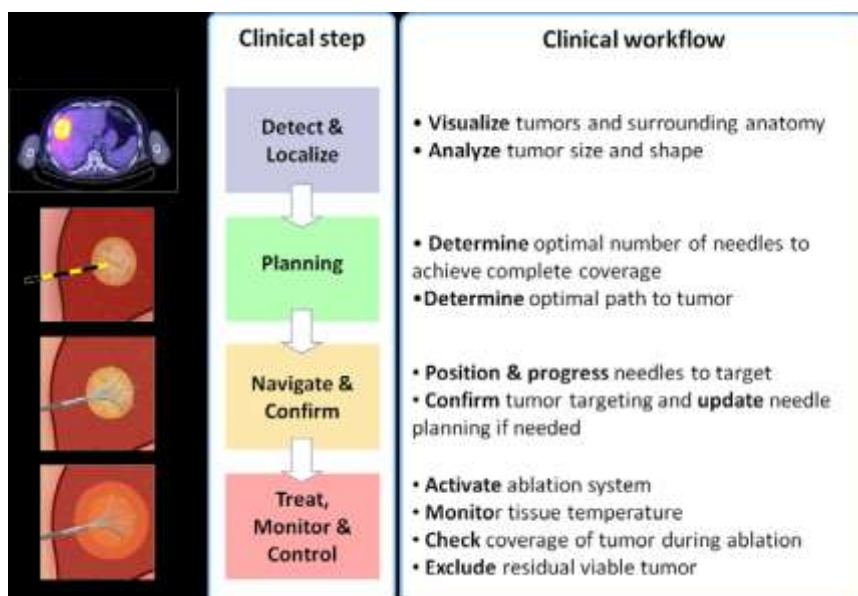 Clinical step
Clinical workflow
Detect &
Localize
• Visualize tumors and surrounding anatomy
• Analyze tumor size and shape
Planning
• Determine optimal number of needles to
achieve complete coverage
•Determine optimal path to tumor
Navigate &
Confirm
• Position & progress needles to target
• Confirm tumor targeting and update needle
planning if needed
Treat,
Monitor &
Control
• Activate ablation system
• Monitor tissue temperature
• Check coverage of tumor during ablation
• Exclude residual viable tumor